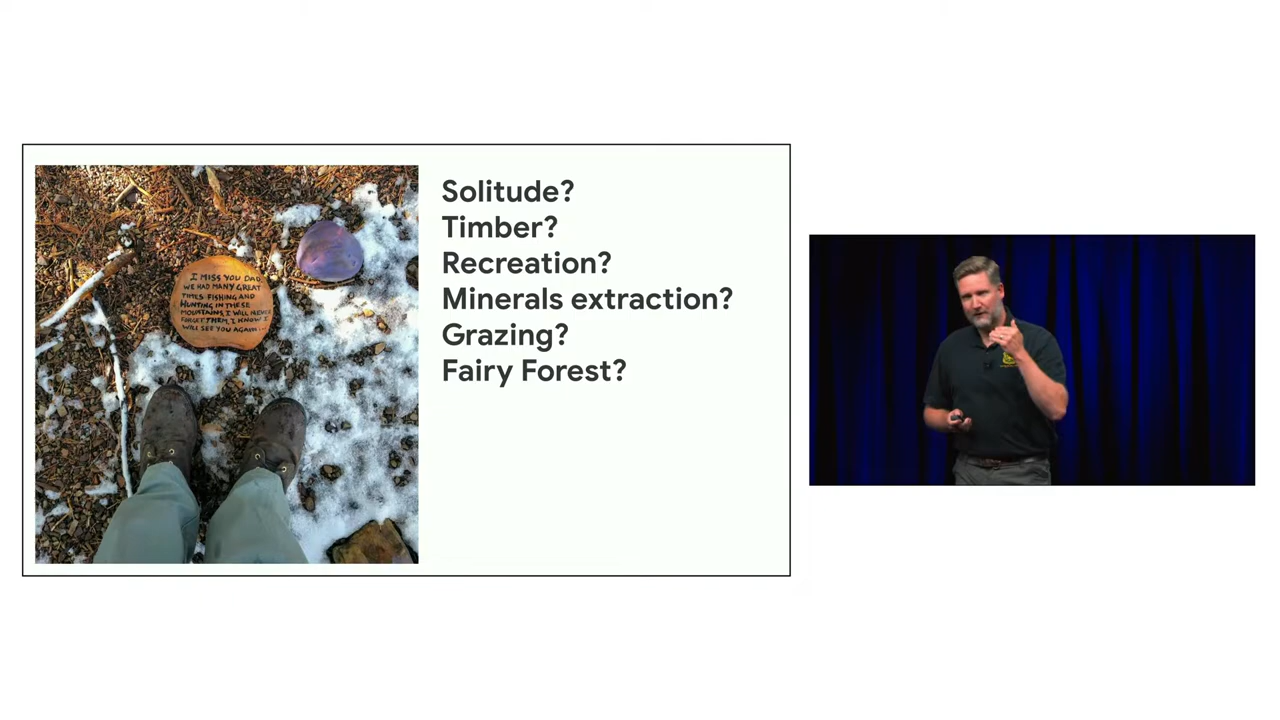 Solitude?
Timber?
Recreation?
Minerals extraction?
Grazing?
Fairy Forest?
I MISS YOU DAD,
WE HAD MANY GREAT
TIMES FISHING AND
HUNTING IN THESE
MOUNTAINS, I WILL NEVER
FORGET THEM, I KNOW I
WILL SEE YOU AGAIN